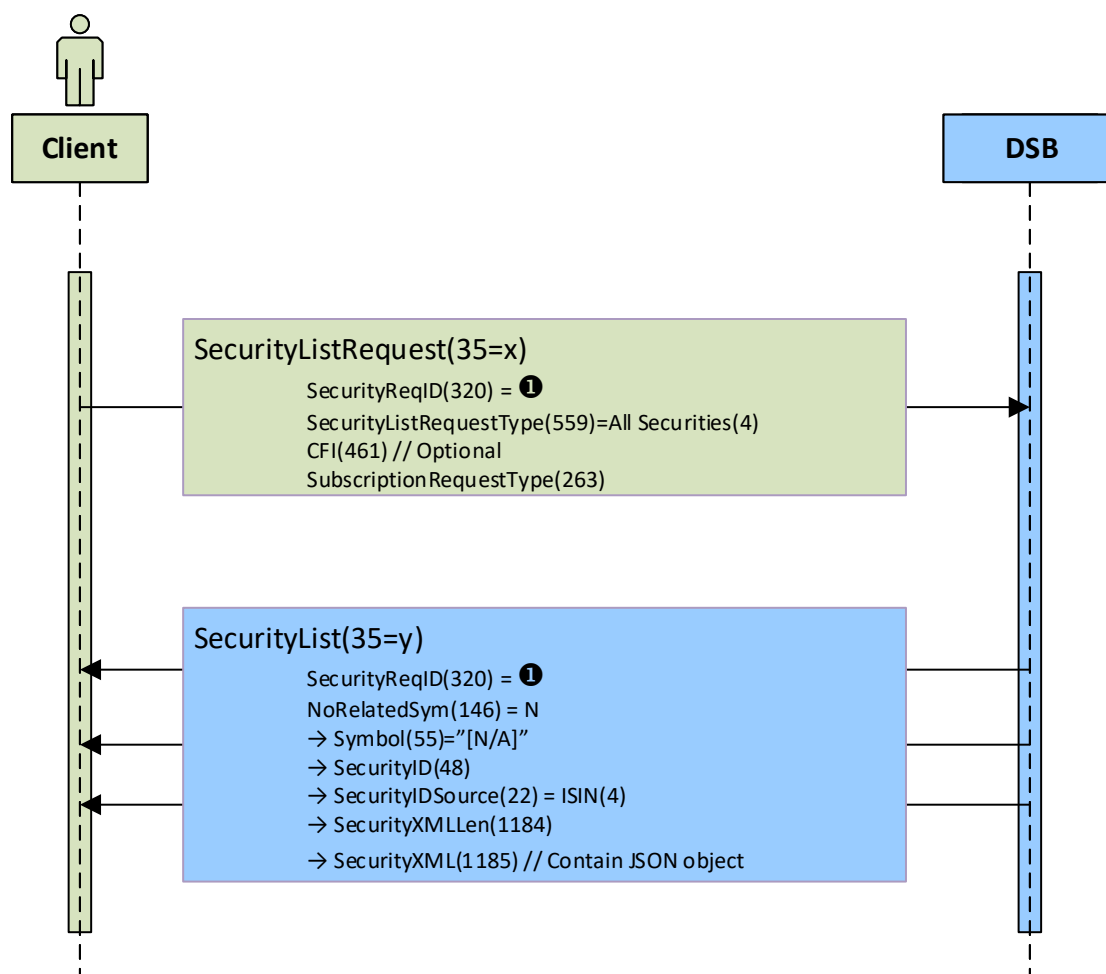 Client
DSB
SecurityListRequest(35=x)
SecurityReqID(320) = ❶
SecurityListRequestType(559)=All Securities(4)
CFI(461) // Optional
SubscriptionRequestType(263)
SecurityList(35=y)
SecurityReqID(320) = ❶
NoRelatedSym(146) = N
→ Symbol(55)=”[N/A]”
→ SecurityID(48)
→ SecurityIDSource(22) = ISIN(4)
→ SecurityXMLLen(1184)
→ SecurityXML(1185) // Contain JSON object